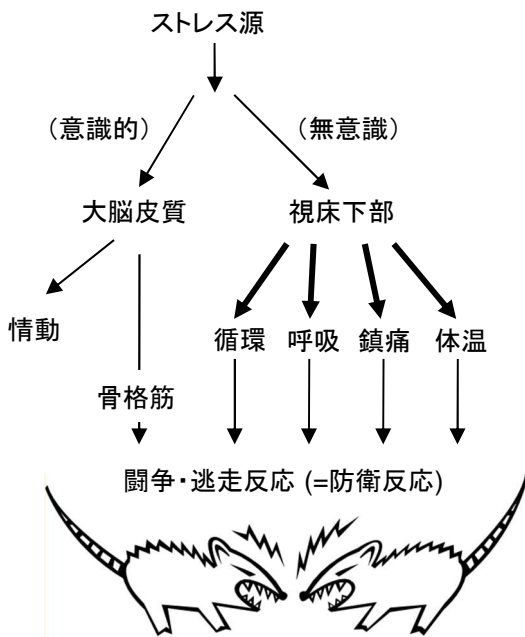 ストレス源
(意識的) (無意識)
大脳皮質 視床下部
情動 循環 呼吸 鎮痛 体温
骨格筋
闘争・逃走反応 (=防衛反応)